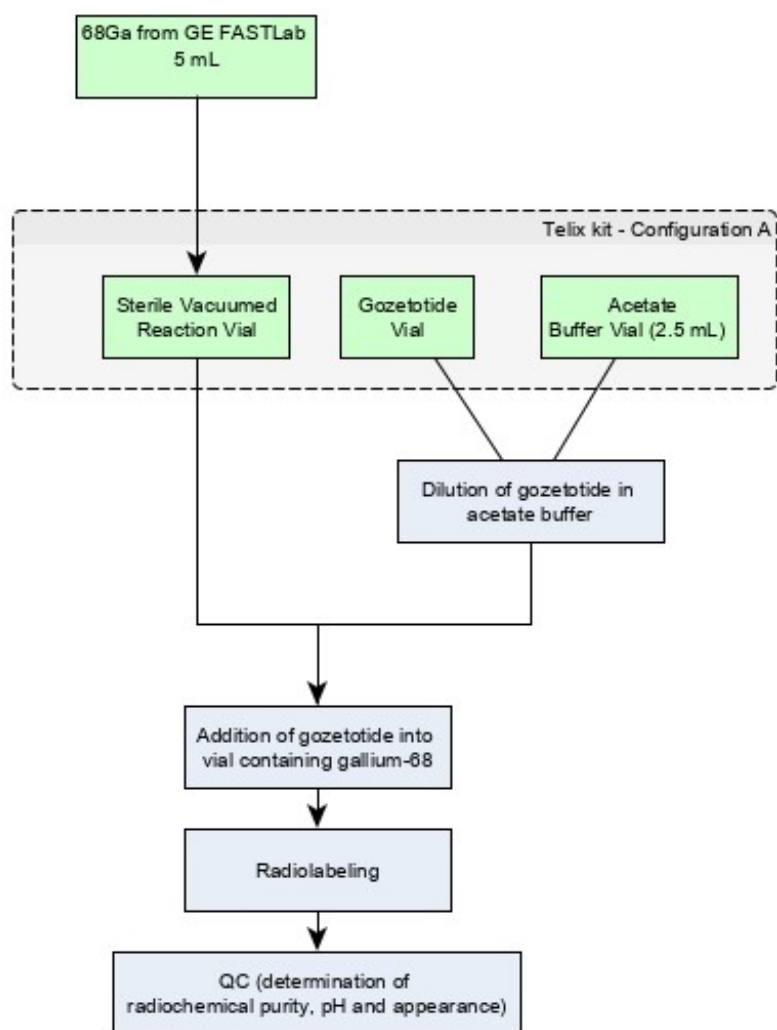 68Ga from GE FASTLab
5 mL
Telix kit - Configuration A
Sterile Vacuumed
Reaction Vial
Gozetotide
Vial
Acetate
Buffer Vial (2.5 mL)
Dilution of gozetotide in
acetate buffer
Addition of gozetotide into
vial containing gallium-68
Radiolabeling
QC (determination of
radiochemical purity, pH and appearance)